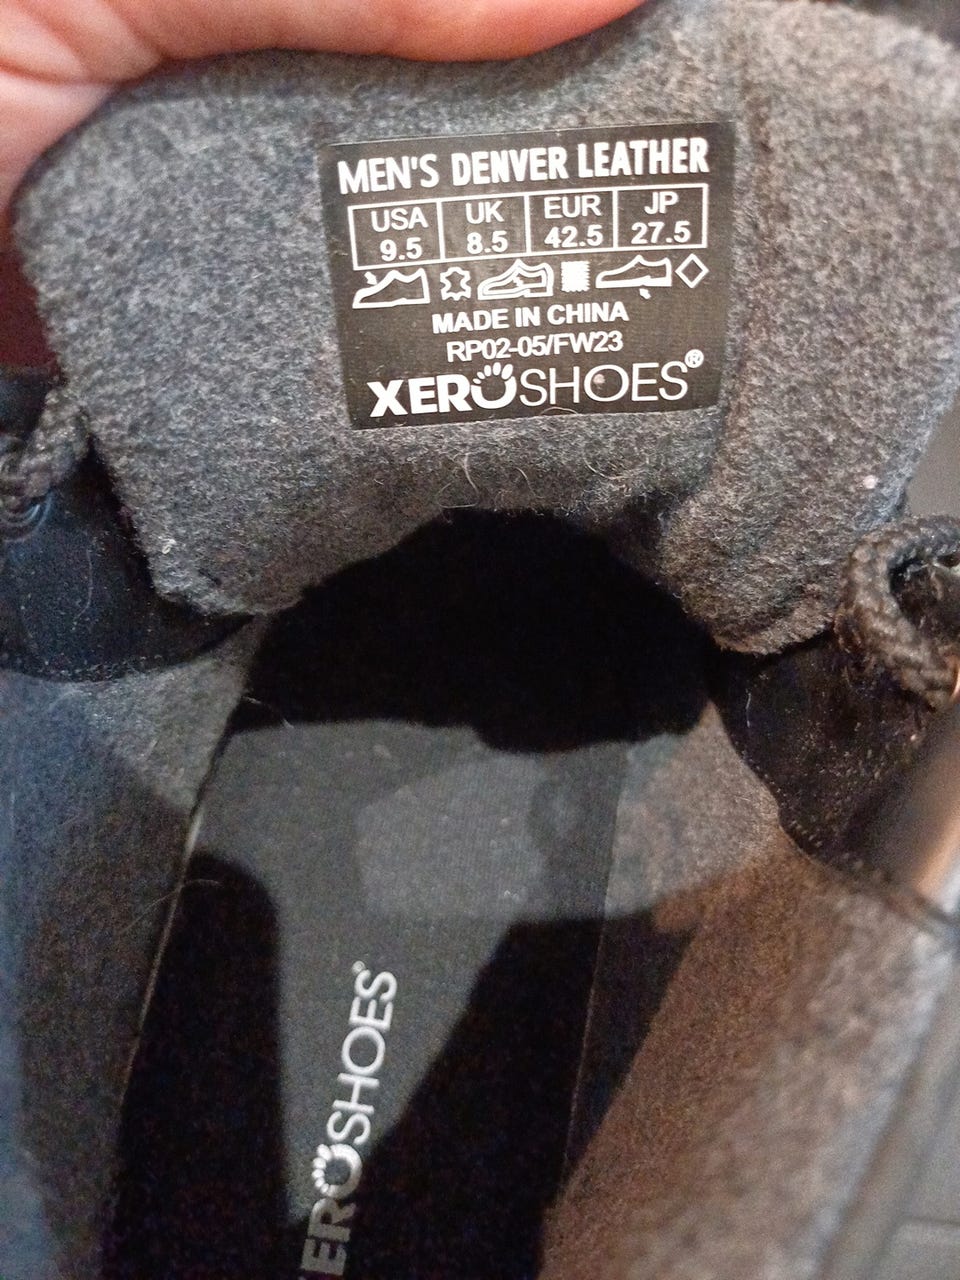 MEN'S DENVER LEATHER
USA UK EUR JP
9.5 8.5 42.5 27.5
MADE IN CHINA
RP02-05/FW23
XEROSHOES®
EROSHOES